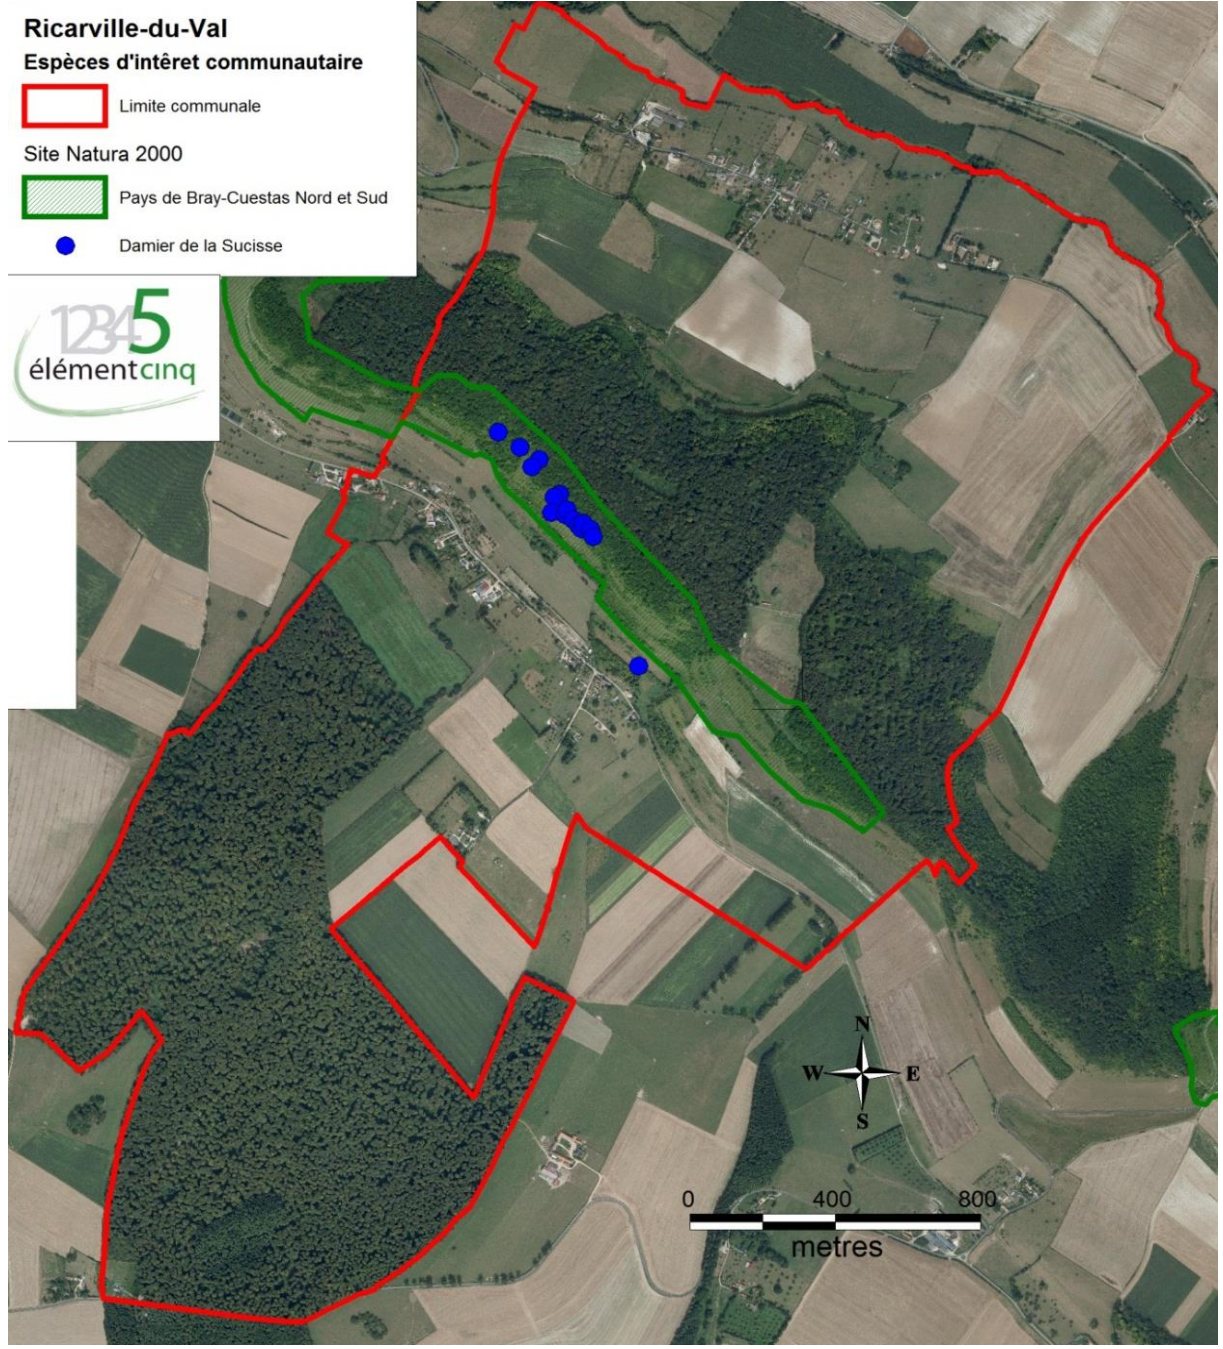 Ricarville-du-Val
Espèces d'intêret communautaire
Limite communale
Site Natura 2000
Pays de Bray-Cuestas Nord et Sud
Damier de la Sucisse
12345
élémentcinq
N
W E
S
0 400 800
metres